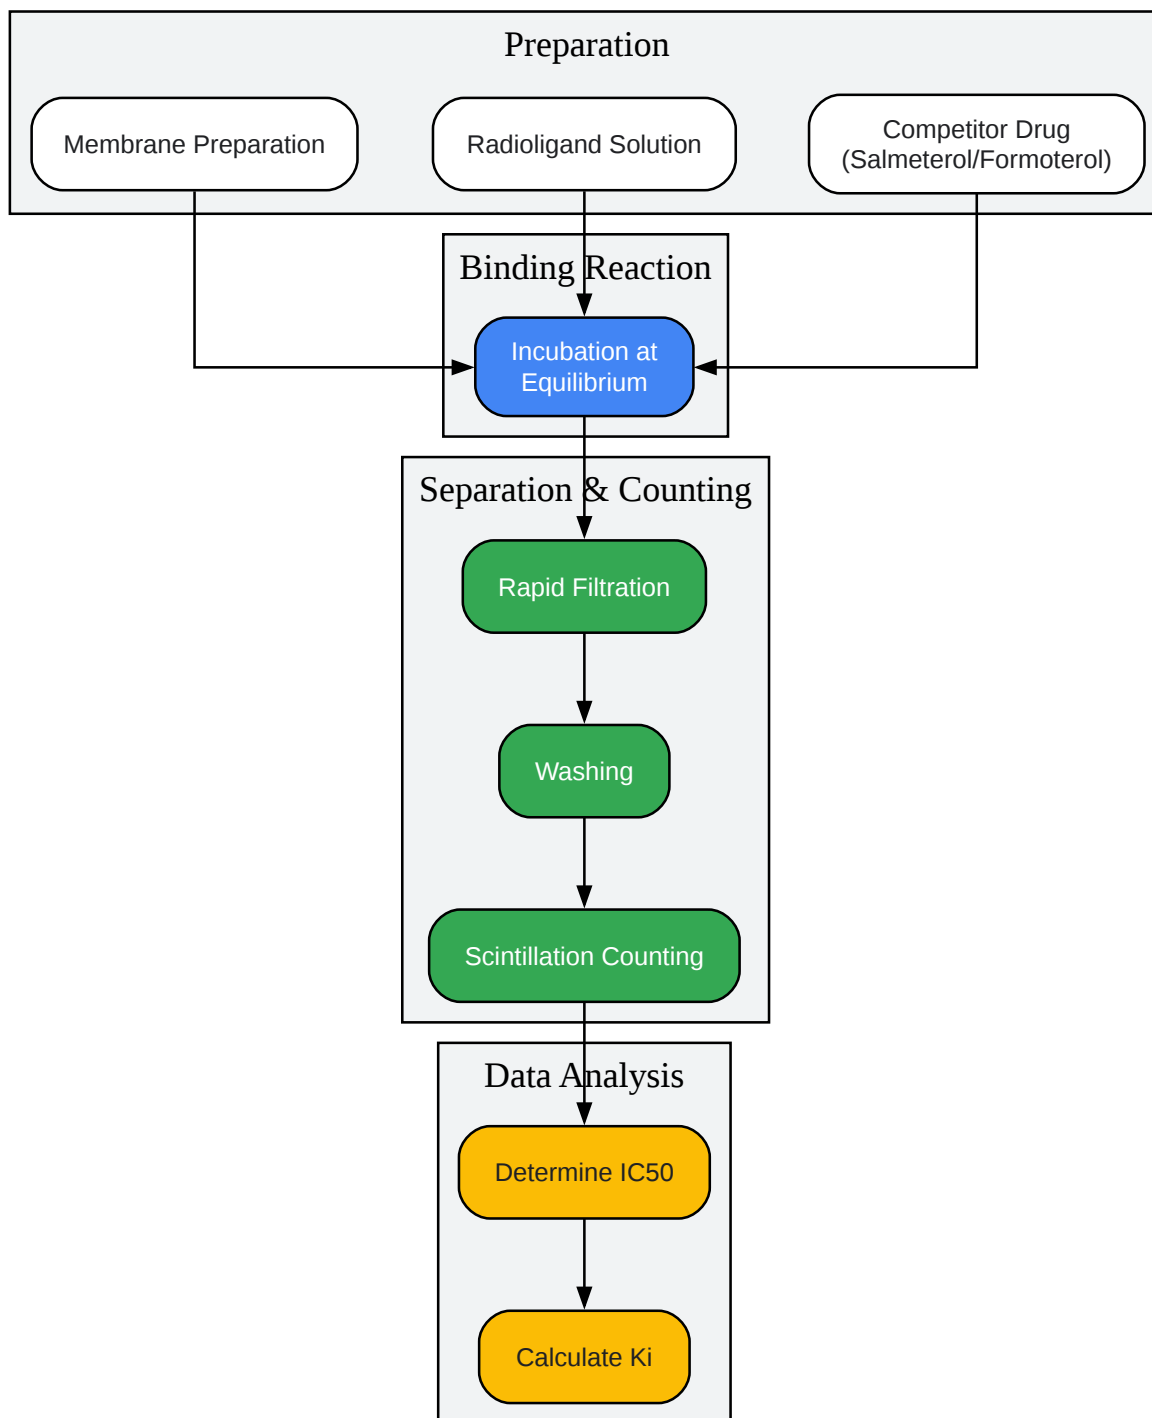 Preparation
Membrane Preparation
Radioligand Solution
Competitor Drug
(Salmeterol/Formoterol)
Binding Reaction
Incubation at
Equilibrium
Separation & Counting
Rapid Filtration
Washing
Scintillation Counting
Data Analysis
Determine IC50
Calculate Ki